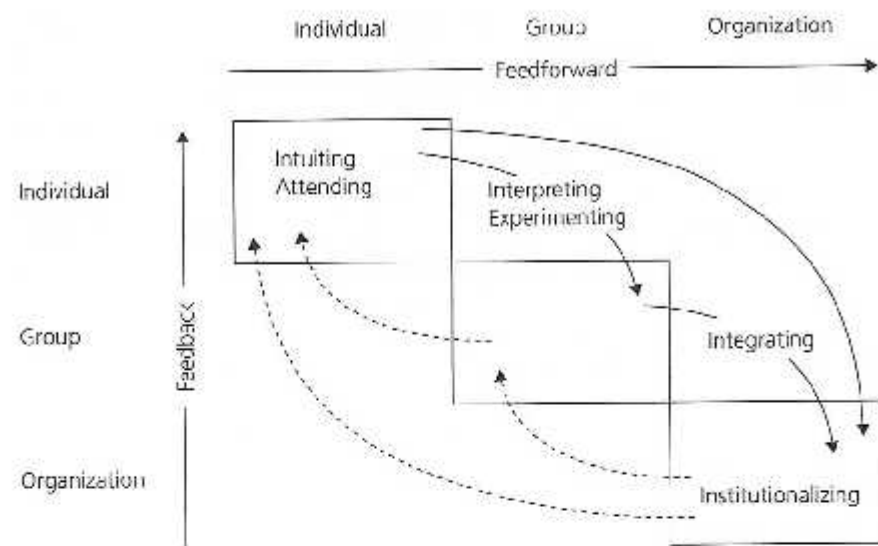 Individual
Group
Organization
Feedforward
Individual
Intuiting
Attending
Interpreting
Experimenting
Group
Feedback
Integrating
Organization
Institutionalizing